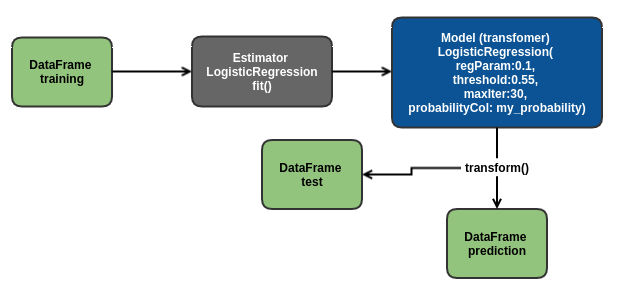 DataFrame
training
Estimator
LogisticRegression
fit()
Model (transfomer)
LogisticRegression(
regParam:0.1,
threshold:0.55,
maxIter:30,
probabilityCol: my_probability)
DataFrame
test
transform()
DataFrame
prediction